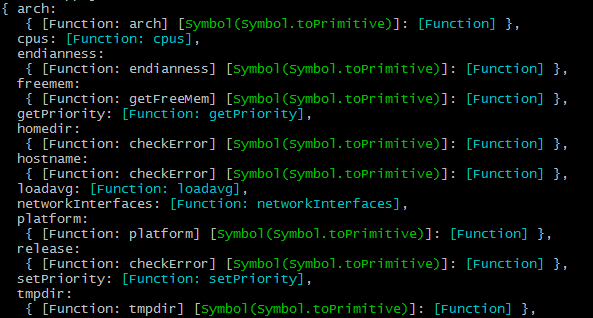 { arch:
   { [Function: arch] [Symbol(Symbol.toPrimitive)]: [Function] },
  cpus: [Function: cpus],
  endianness:
   { [Function: endianness] [Symbol(Symbol.toPrimitive)]: [Function] },
  freemem:
   { [Function: getFreeMem] [Symbol(Symbol.toPrimitive)]: [Function] },
  getPriority: [Function: getPriority],
  homedir:
   { [Function: checkError] [Symbol(Symbol.toPrimitive)]: [Function] },
  hostname:
   { [Function: checkError] [Symbol(Symbol.toPrimitive)]: [Function] },
  loadavg: [Function: loadavg],
  networkInterfaces: [Function: networkInterfaces],
  platform:
   { [Function: platform] [Symbol(Symbol.toPrimitive)]: [Function] },
  release:
   { [Function: checkError] [Symbol(Symbol.toPrimitive)]: [Function] },
  setPriority: [Function: setPriority],
  tmpdir:
   { [Function: tmpdir] [Symbol(Symbol.toPrimitive)]: [Function] },